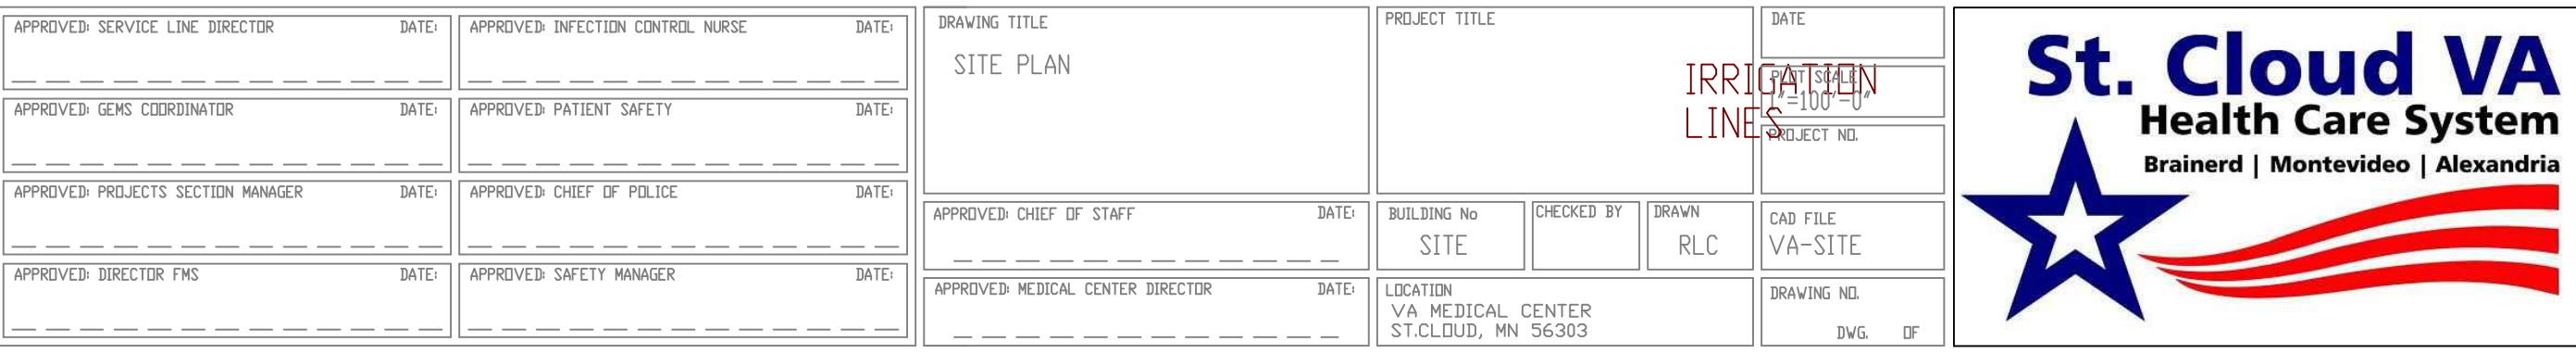 APPROVED: SERVICE LINE DIRECTOR DATE:
APPROVED: INFECTION CONTROL NURSE DATE:
APPROVED: GEMS COORDINATOR DATE:
APPROVED: PATIENT SAFETY DATE:
APPROVED: PROJECTS SECTION MANAGER DATE:
APPROVED: CHIEF OF POLICE DATE:
APPROVED: DIRECTOR FMS DATE:
APPROVED: SAFETY MANAGER DATE:
DRAWING TITLE
SITE PLAN
APPROVED: CHIEF OF STAFF DATE:
APPROVED: MEDICAL CENTER DIRECTOR DATE:
PROJECT TITLE
IRRIGATION
LINES
BUILDING No
SITE
CHECKED BY
DRAWN
RLC
LOCATION
VA MEDICAL CENTER
ST.CLOUD, MN 56303
DATE
PLOT SCALE
1"=100'-0"
PROJECT NO.
CAD FILE
VA-SITE
DRAWING NO.
DWG. OF
St. Cloud VA
Health Care System
Brainerd | Montevideo | Alexandria